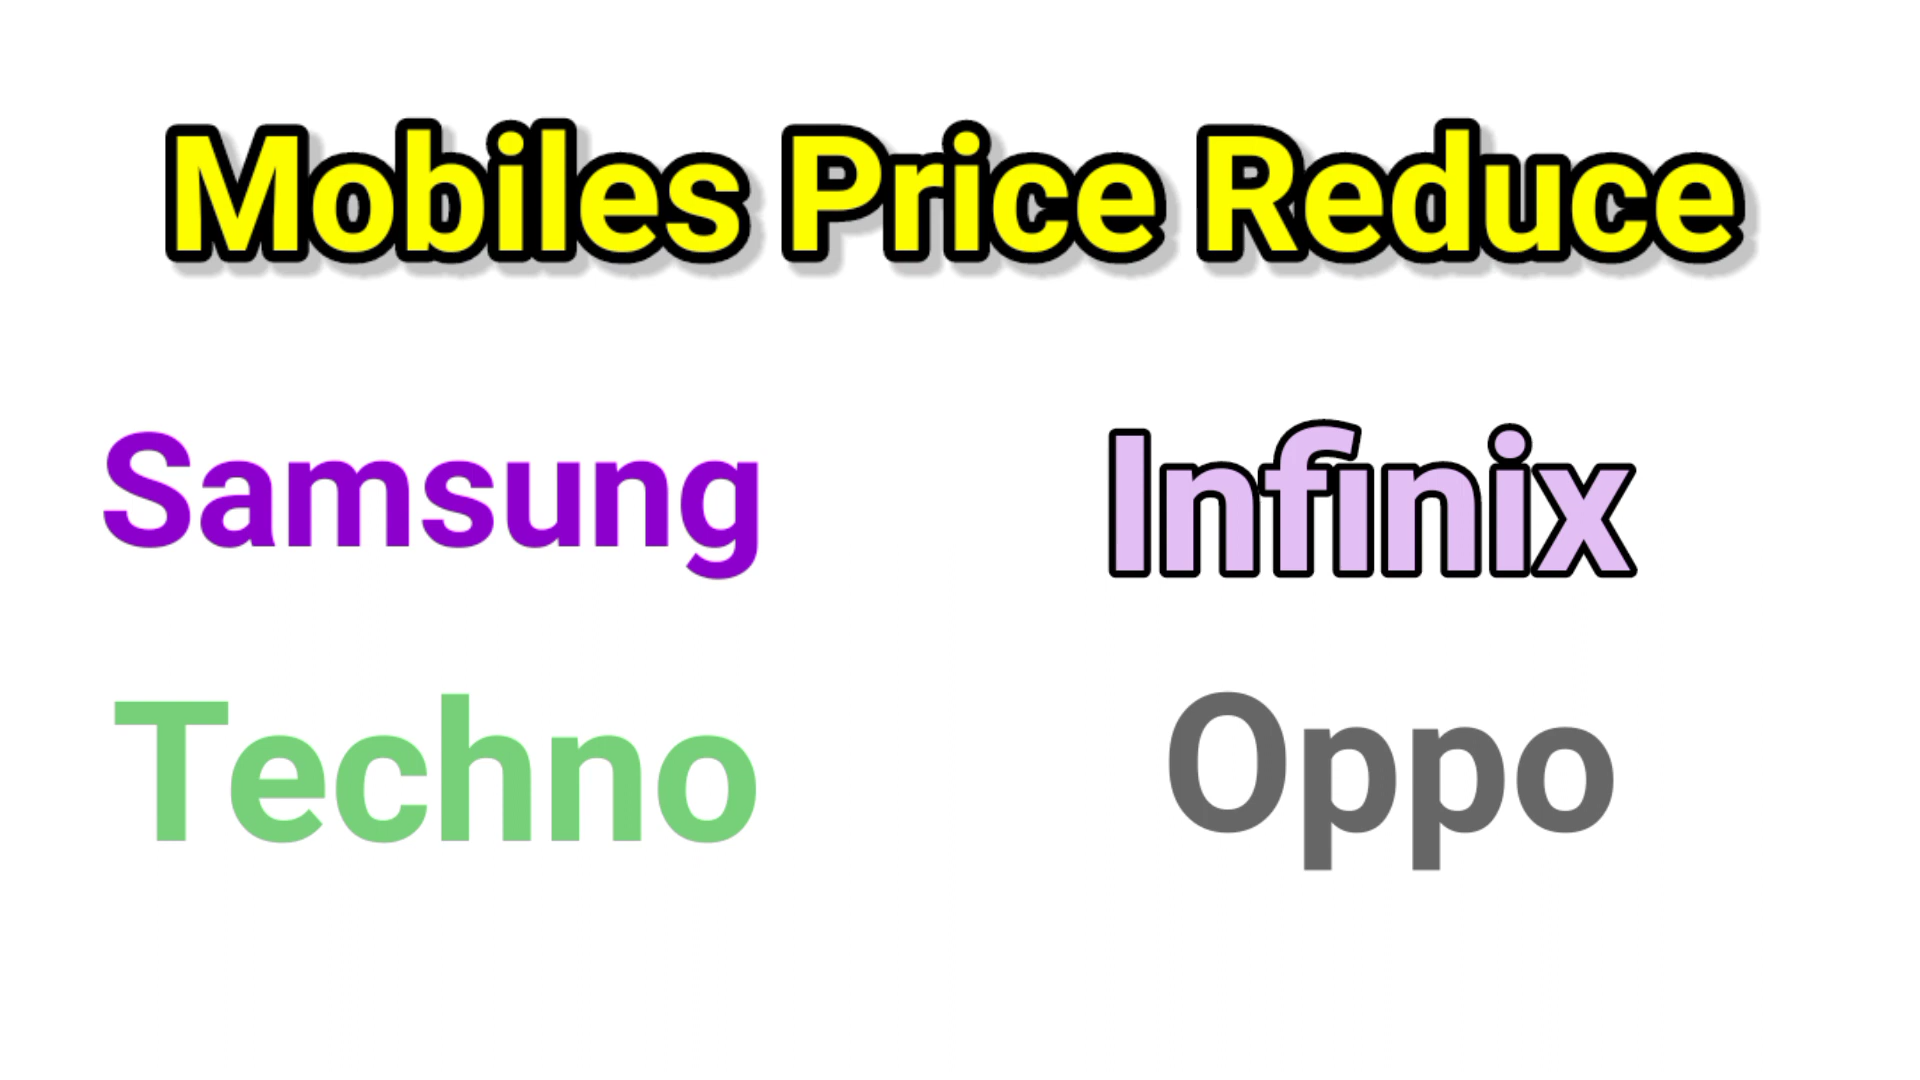 Mobiles Price Reduce
Samsung
Infinix
Techno
Oppo